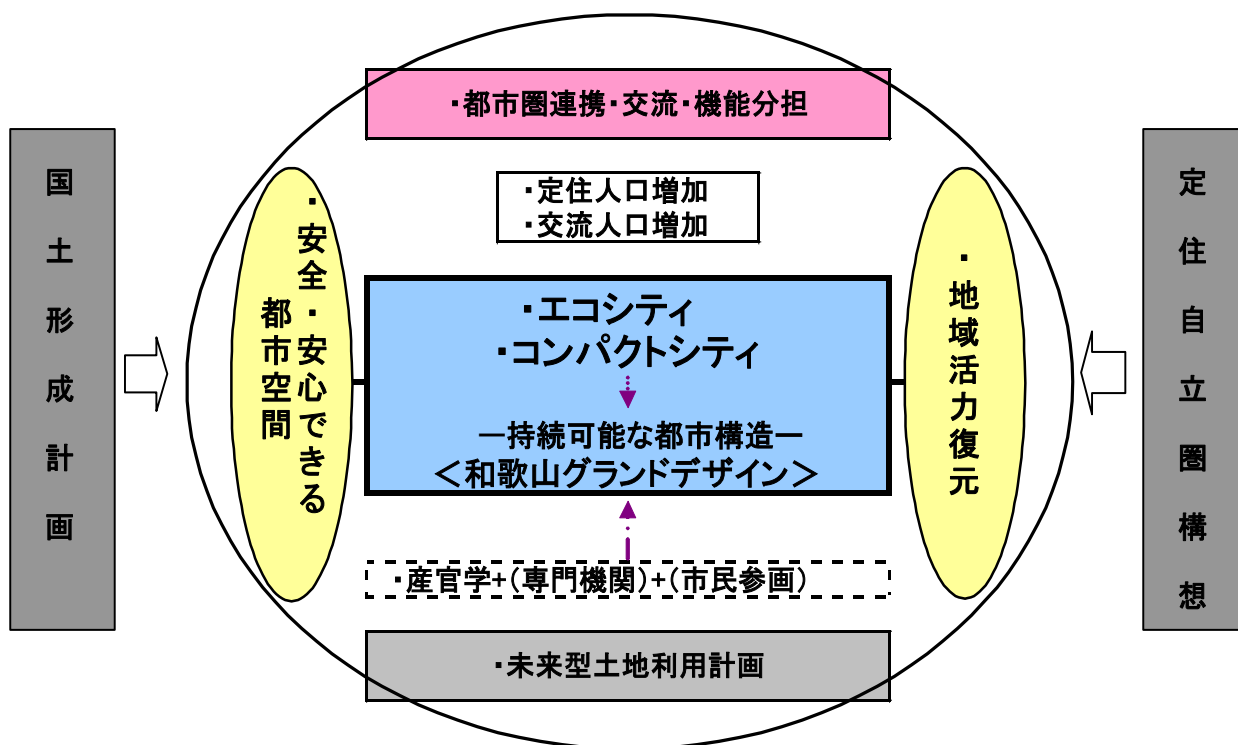 ・都市圏連携・交流・機能分担
国土形成計画
・定住人口増加
・交流人口増加
・安全・安心できる
都市空間
・エコシティ
・コンパクトシティ
―持続可能な都市構造―
<和歌山グランドデザイン>
・地域活力復元
定住自立圏構想
・産官学+(専門機関)+(市民参画)
・未来型土地利用計画